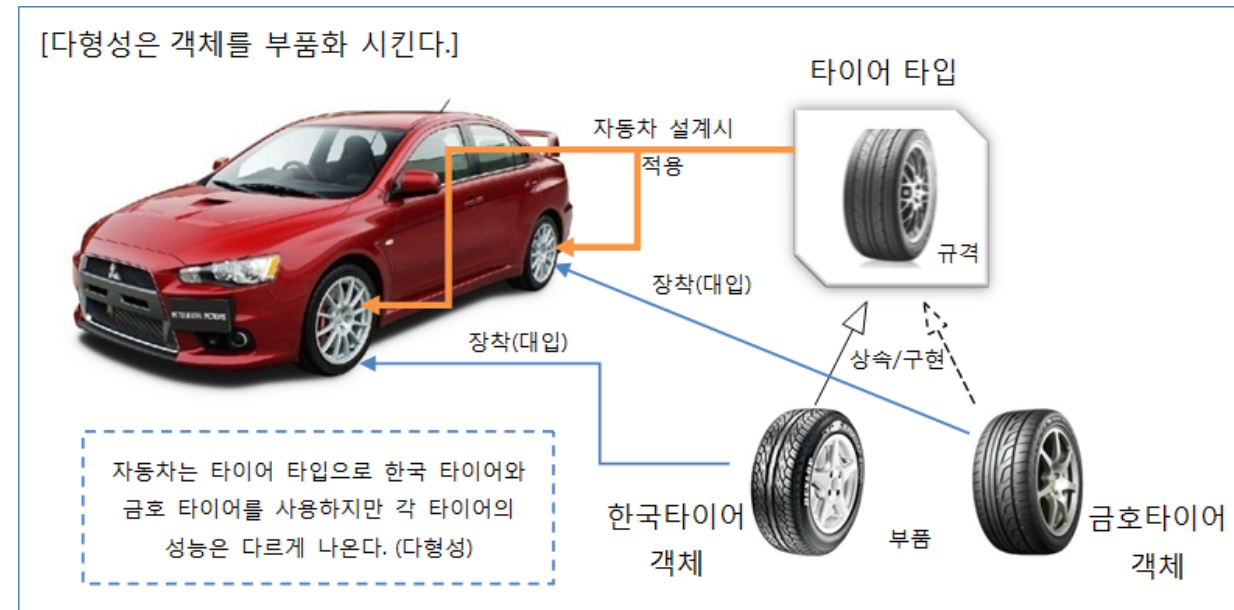 [다형성은 객체를 부품화 시킨다.]
타이어 타입
자동차 설계시
적용
규격
장착(대입)
장착(대입)
상속/구현
자동차는 타이어 타입으로 한국 타이어와
금호 타이어를 사용하지만 각 타이어의
성능은 다르게 나온다. (다형성)
한국타이어
객체
부품
금호타이어
객체